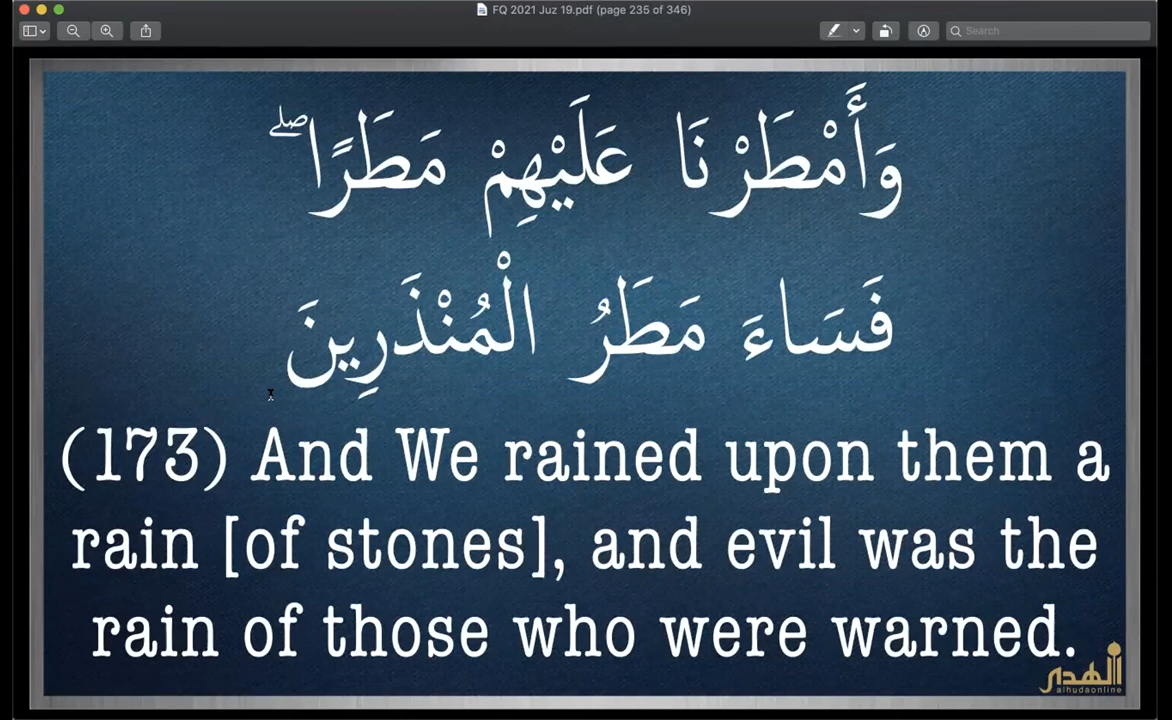 FQ 2021 Juz 19.pdf (page 235 of 346)
Search
وَأَمْطَرْنَا عَلَيْهِمْ مَطَرًا ۖ
فَسَاءَ مَطَرُ الْمُنْذَرِينَ
(173) And We rained upon them a
rain [of stones], and evil was the
rain of those who were warned.
الهدى
alhudaonline